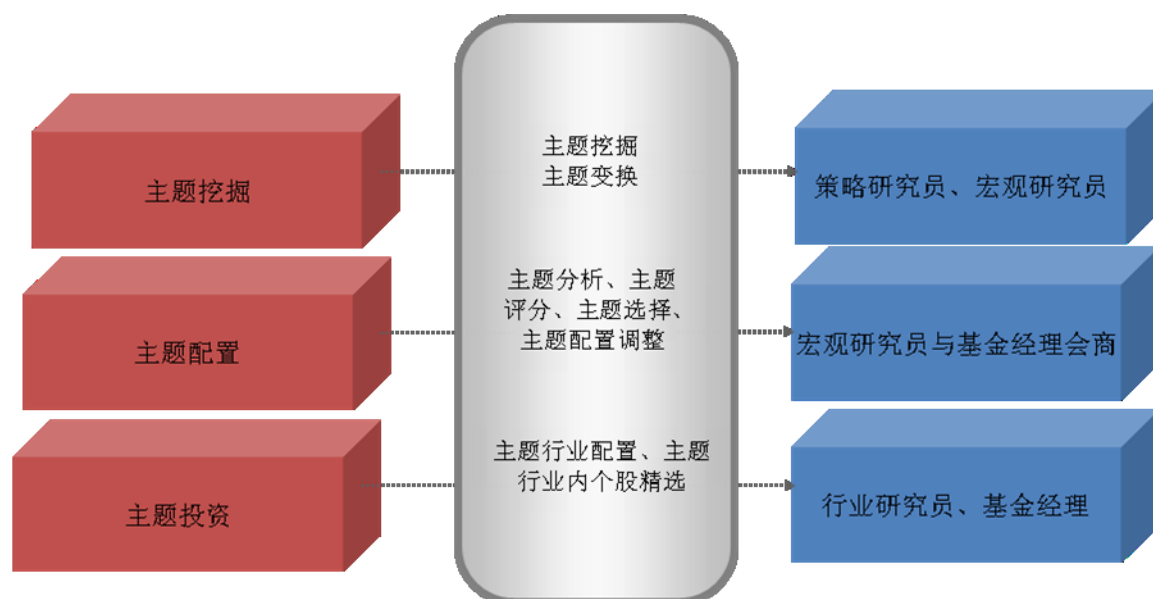 主题挖掘
主题挖掘
主题变换
策略研究员、宏观研究员
主题配置
主题分析、主题
评分、主题选择、
主题配置调整
宏观研究员与基金经理会商
主题投资
主题行业配置、主题
行业内个股精选
行业研究员、基金经理